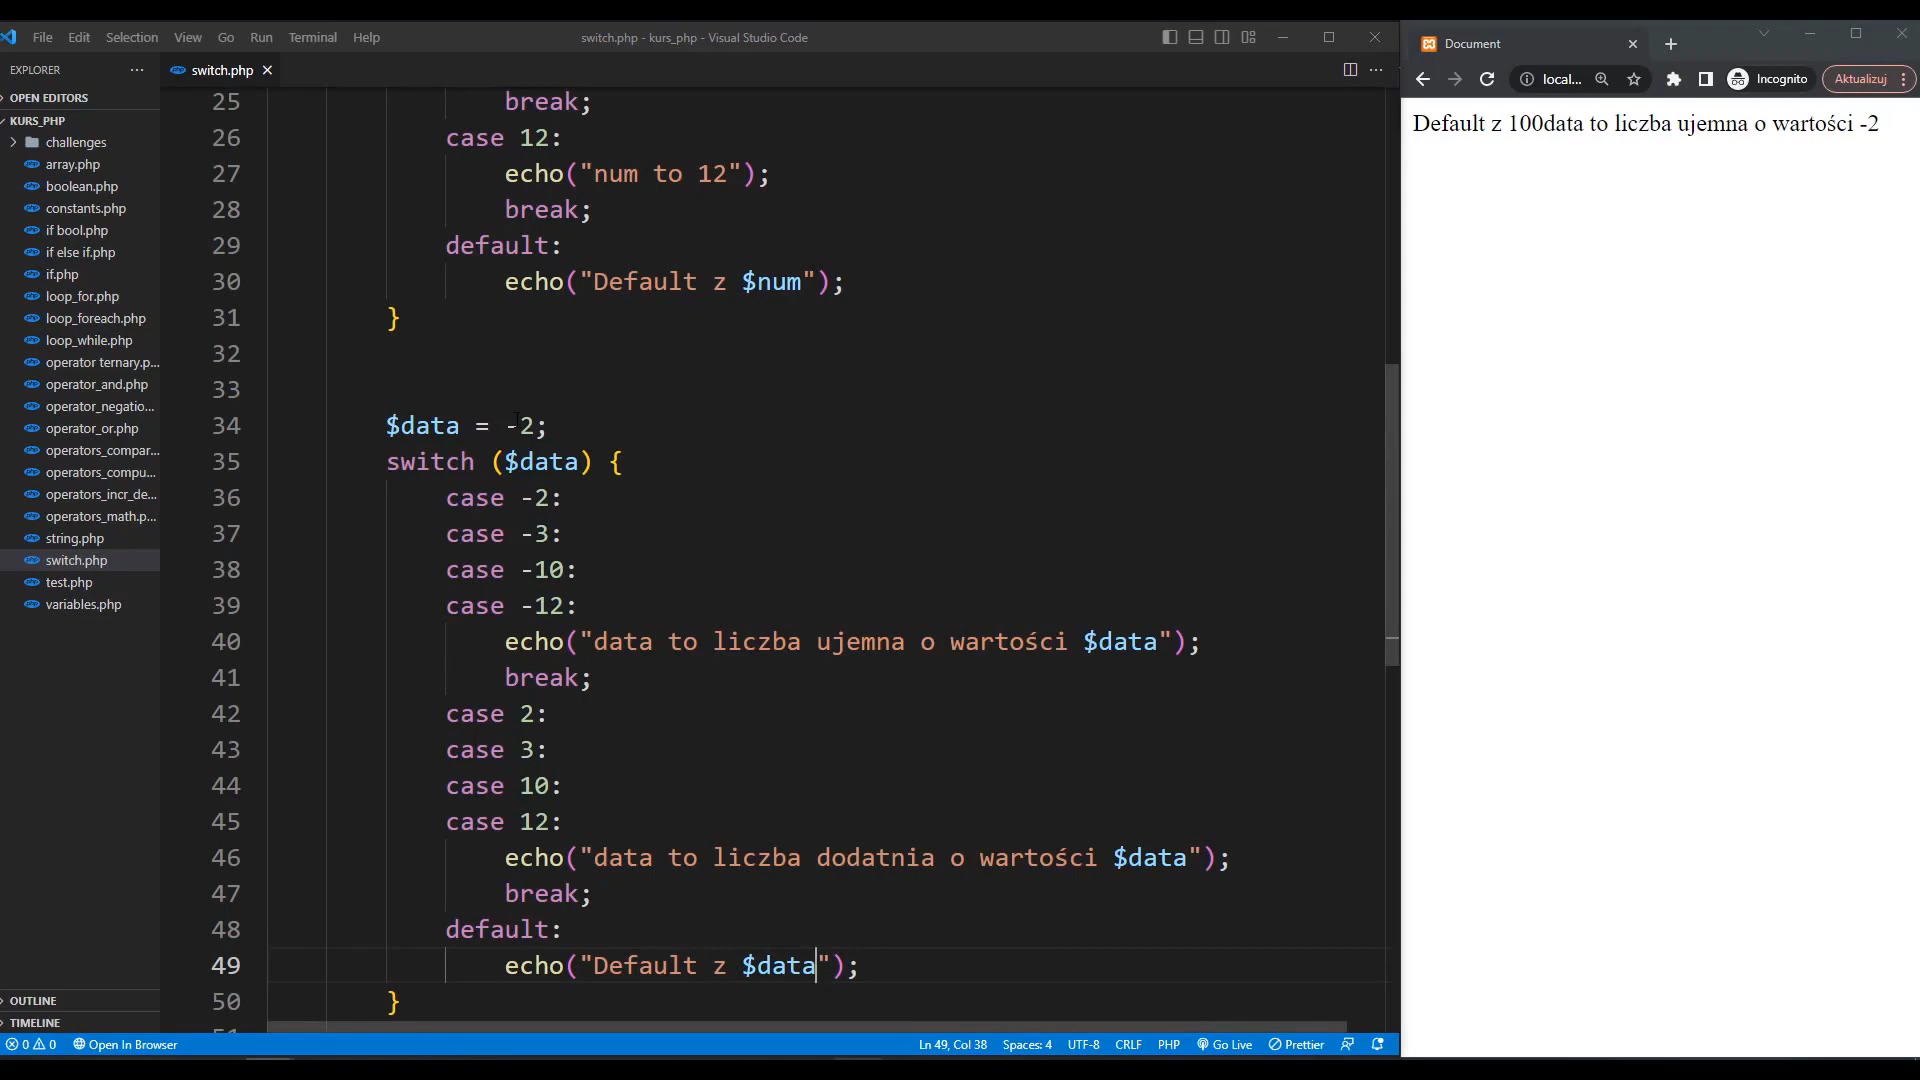 File Edit Selection View Go Run Terminal Help
switch.php - kurs_php - Visual Studio Code
EXPLORER
switch.php
OPEN EDITORS
KURS_PHP
challenges
array.php
boolean.php
constants.php
if bool.php
if else if.php
if.php
loop_for.php
loop_foreach.php
loop_while.php
operator ternary.p...
operator_and.php
operator_negatio...
operator_or.php
operators_compar...
operators_compu...
operators_incr_de...
operators_math.p...
string.php
switch.php
test.php
variables.php
OUTLINE
TIMELINE
25 break;
26 case 12:
27 echo("num to 12");
28 break;
29 default:
30 echo("Default z $num");
31 }
32
33
34 $data = -2;
35 switch ($data) {
36 case -2:
37 case -3:
38 case -10:
39 case -12:
40 echo("data to liczba ujemna o wartości $data");
41 break;
42 case 2:
43 case 3:
44 case 10:
45 case 12:
46 echo("data to liczba dodatnia o wartości $data");
47 break;
48 default:
49 echo("Default z $data");
50 }
0 0 Open In Browser
Ln 49, Col 38 Spaces: 4 UTF-8 CRLF PHP Go Live Prettier
Document
local... Incognito Aktualizuj
Default z 100data to liczba ujemna o wartości -2